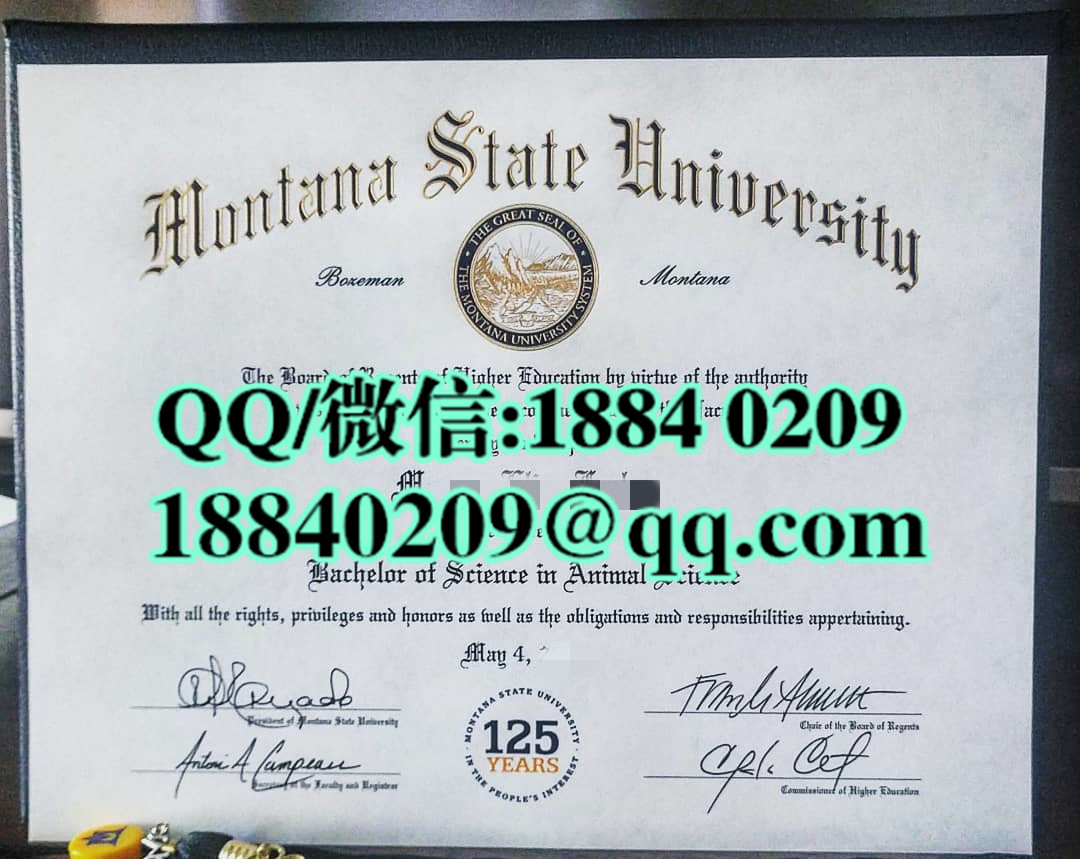 Montana State University
THE GREAT SEAL OF
THE MONTANA UNIVERSITY SYSTEM
Bozeman Montana
The Board of Regents of Higher Education by virtue of the authority
QQ/微信:1884 0209
18840209@qq.com
Bachelor of Science in Animal Science
With all the rights, privileges and honors as well as the obligations and responsibilities appertaining.
May 4,
President of Montana State University
Chair of the Board of Regents
MONTANA STATE UNIVERSITY
125
YEARS
IN THE PEOPLE'S INTEREST
Antoni A Campeau
of the Faculty and Registrar
Commissioner of Higher Education